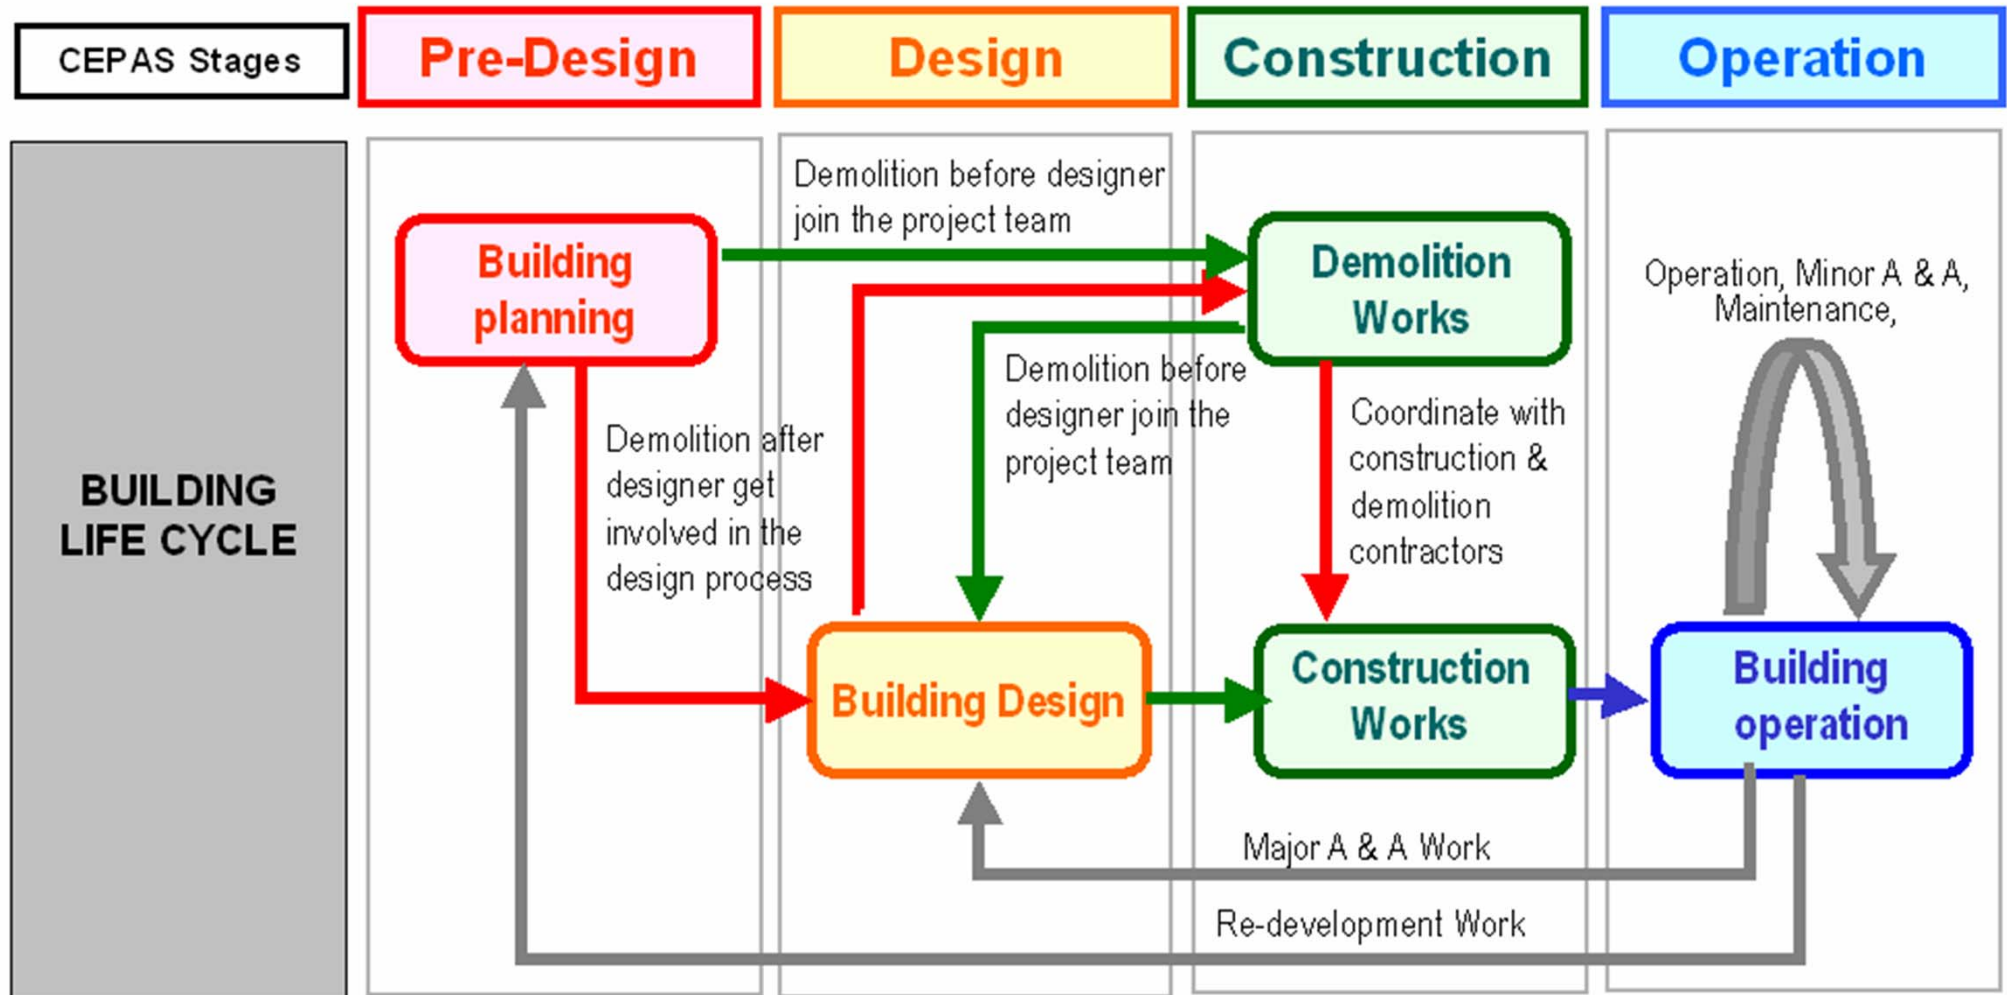 CEPAS Stages
Pre-Design
Design
Construction
Operation
BUILDING
LIFE CYCLE
Building
planning
Demolition before designer
join the project team
Demolition
Works
Operation, Minor A & A,
Maintenance,
Demolition after
designer get
involved in the
design process
Demolition before
designer join the
project team
Coordinate with
construction &
demolition
contractors
Building Design
Construction
Works
Building
operation
Major A & A Work
Re-development Work